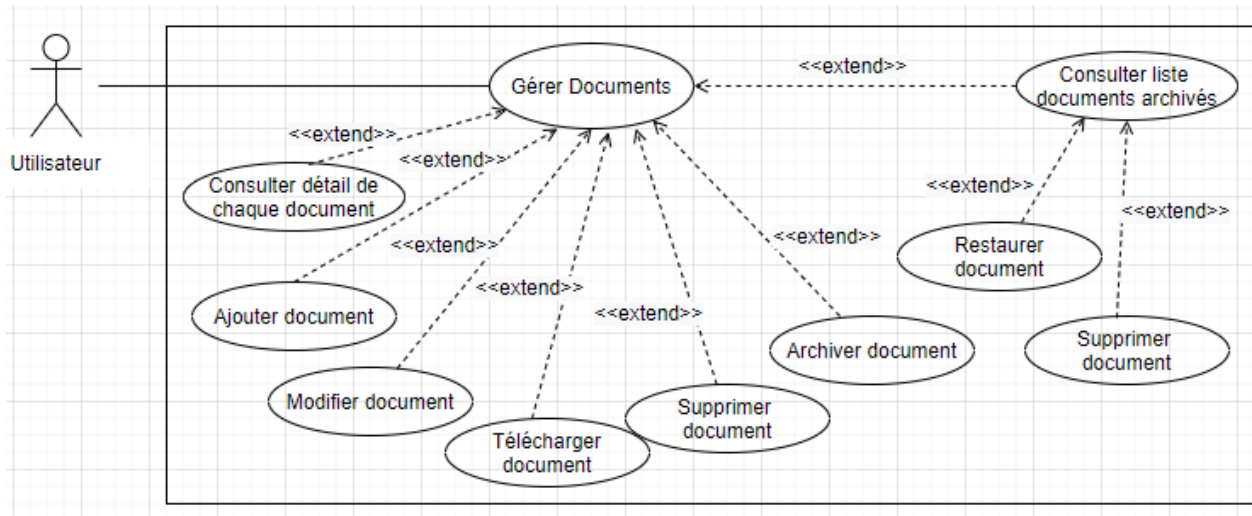 Utilisateur
Gérer Documents
<<extend>>
Consulter liste
documents archivés
<<extend>>
<<extend>>
Consulter détail de
chaque document
<<extend>>
<<extend>>
<<extend>>
<<extend>>
<<extend>>
<<extend>>
<<extend>>
Restaurer
document
Ajouter document
Modifier document
Télécharger
document
Supprimer
document
Archiver document
Supprimer
document